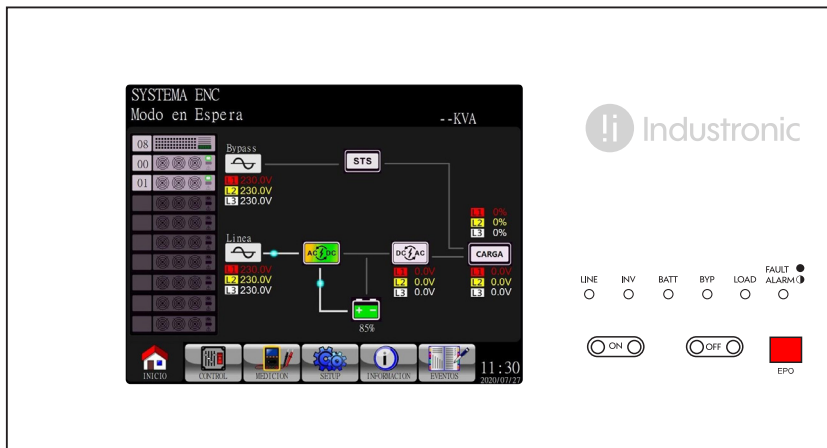 SYSTEMA ENC
Modo en Espera
--KVA
08
00
01
Bypass
STS
L1 230.0V
L2 230.0V
L3 230.0V
L1 0%
L2 0%
L3 0%
Linea
AC DC
DC AC
CARGA
L1 230.0V
L2 230.0V
L3 230.0V
L1 0.0V
L2 0.0V
L3 0.0V
L1 0.0V
L2 0.0V
L3 0.0V
85%
INICIO
CONTROL
MEDICION
SETUP
INFORMACION
EVENTOS
11:30
2020/07/27
Industronic
LINE INV BATT BYP LOAD FAULT
ALARM
ON
OFF
EPO